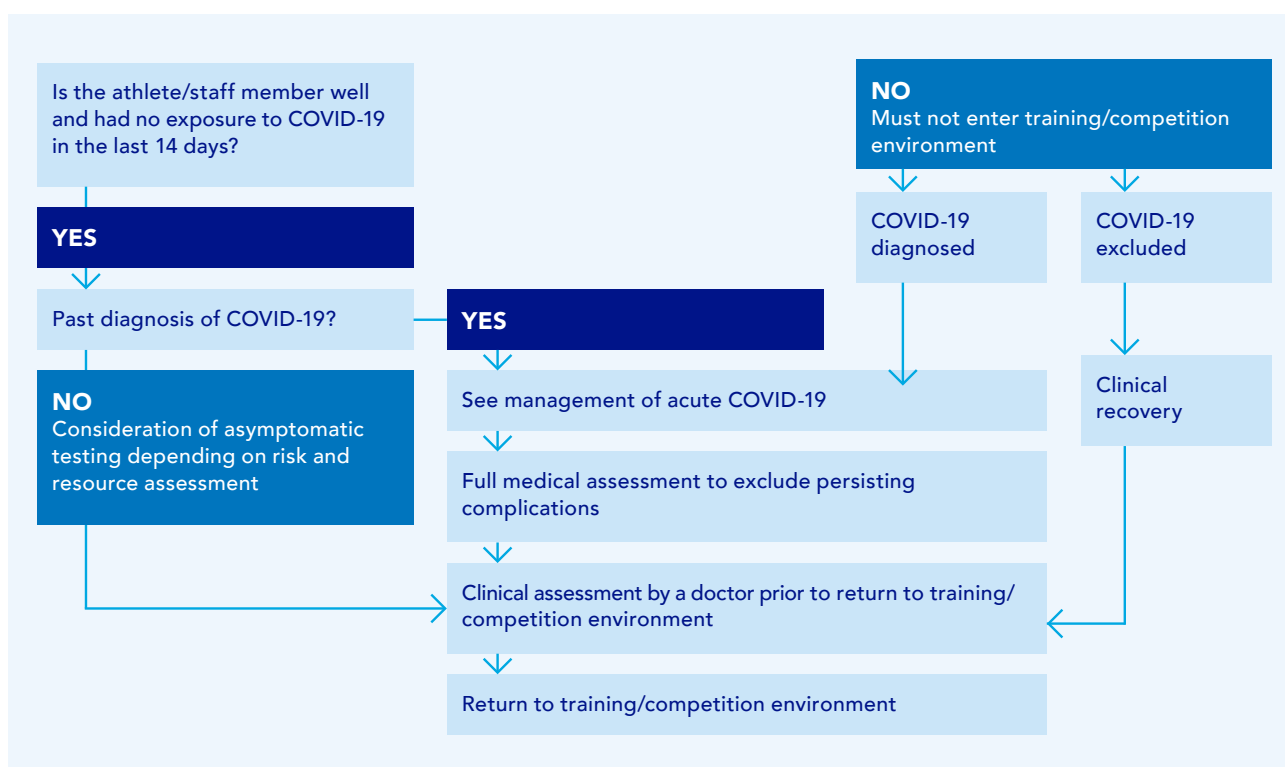 Is the athlete/staff member well
and had no exposure to COVID-19
in the last 14 days?
NO
Must not enter training/competition
environment
YES
COVID-19
diagnosed
COVID-19
excluded
Past diagnosis of COVID-19?
YES
NO
Consideration of asymptomatic
testing depending on risk and
resource assessment
See management of acute COVID-19
Clinical
recovery
Full medical assessment to exclude persisting
complications
Clinical assessment by a doctor prior to return to training/
competition environment
Return to training/competition environment